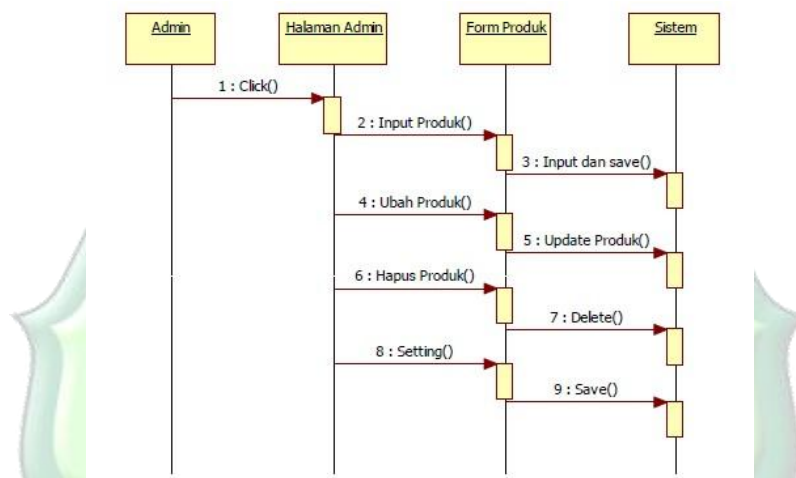 Admin
Halaman Admin
Form Produk
Sistem
1 : Click()
2 : Input Produk()
3 : Input dan save()
4 : Ubah Produk()
5 : Update Produk()
6 : Hapus Produk()
7 : Delete()
8 : Setting()
9 : Save()